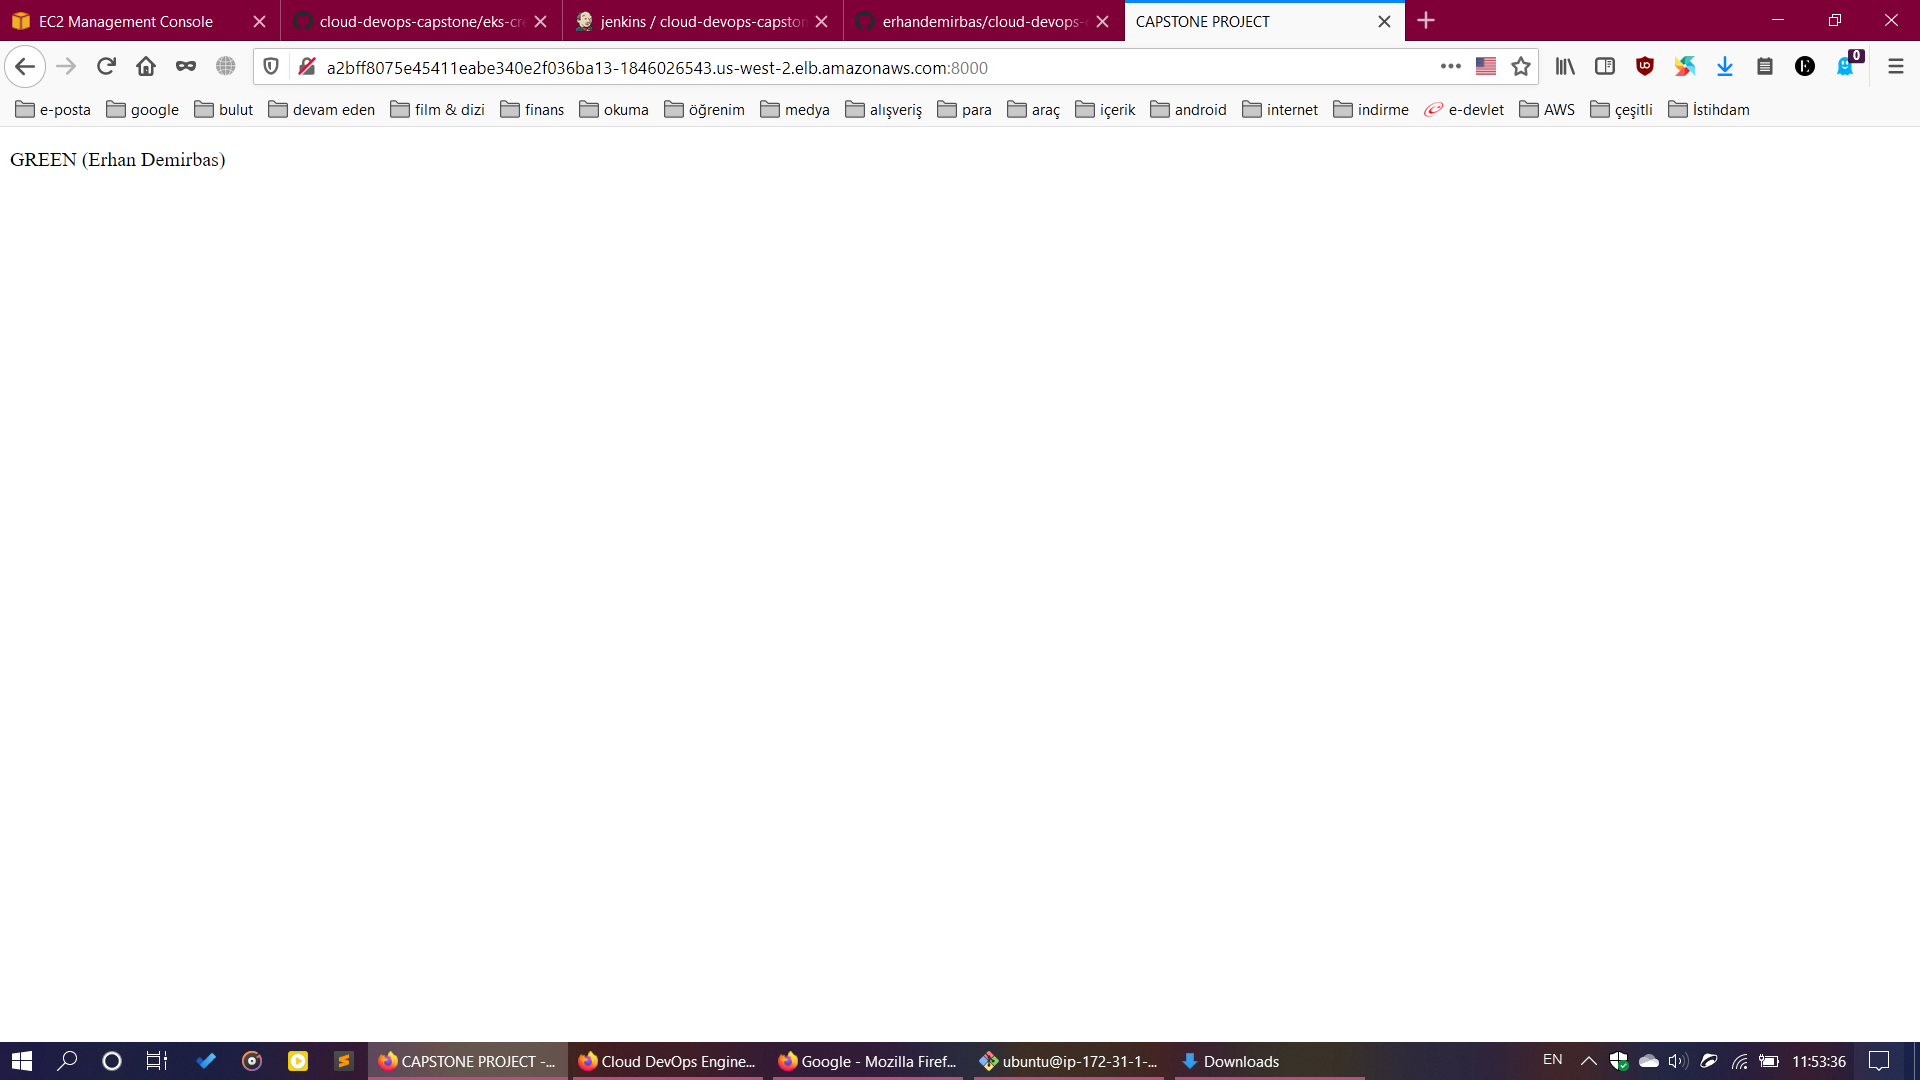 EC2 Management Console
cloud-devops-capstone/eks-cre
jenkins / cloud-devops-capston
erhandemirbas/cloud-devops-c
CAPSTONE PROJECT
a2bff8075e45411eabe340e2f036ba13-1846026543.us-west-2.elb.amazonaws.com:8000
0
e-posta google bulut devam eden film & dizi finans okuma öğrenim medya alışveriş para araç içerik android internet indirme e-devlet AWS çeşitli İstihdam
GREEN (Erhan Demirbas)
CAPSTONE PROJECT -...
Cloud DevOps Engine...
Google - Mozilla Firef...
ubuntu@ip-172-31-1-...
Downloads
EN
11:53:36